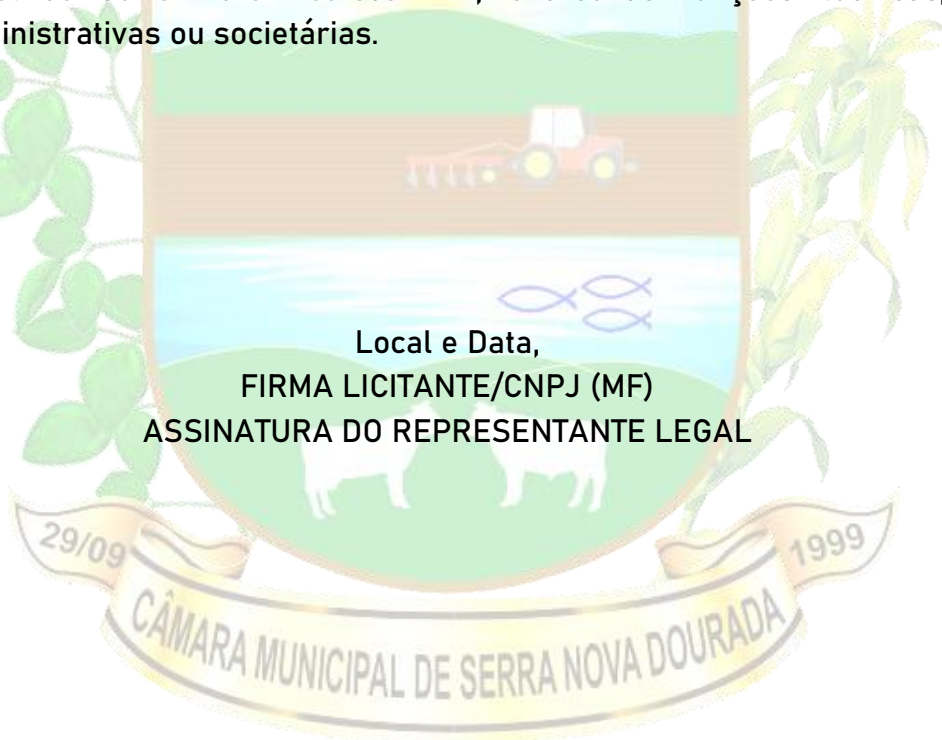 inistrativas ou societárias.
Local e Data,
FIRMA LICITANTE/CNPJ (MF)
ASSINATURA DO REPRESENTANTE LEGAL
29/09
1999
CÂMARA MUNICIPAL DE SERRA NOVA DOURADA